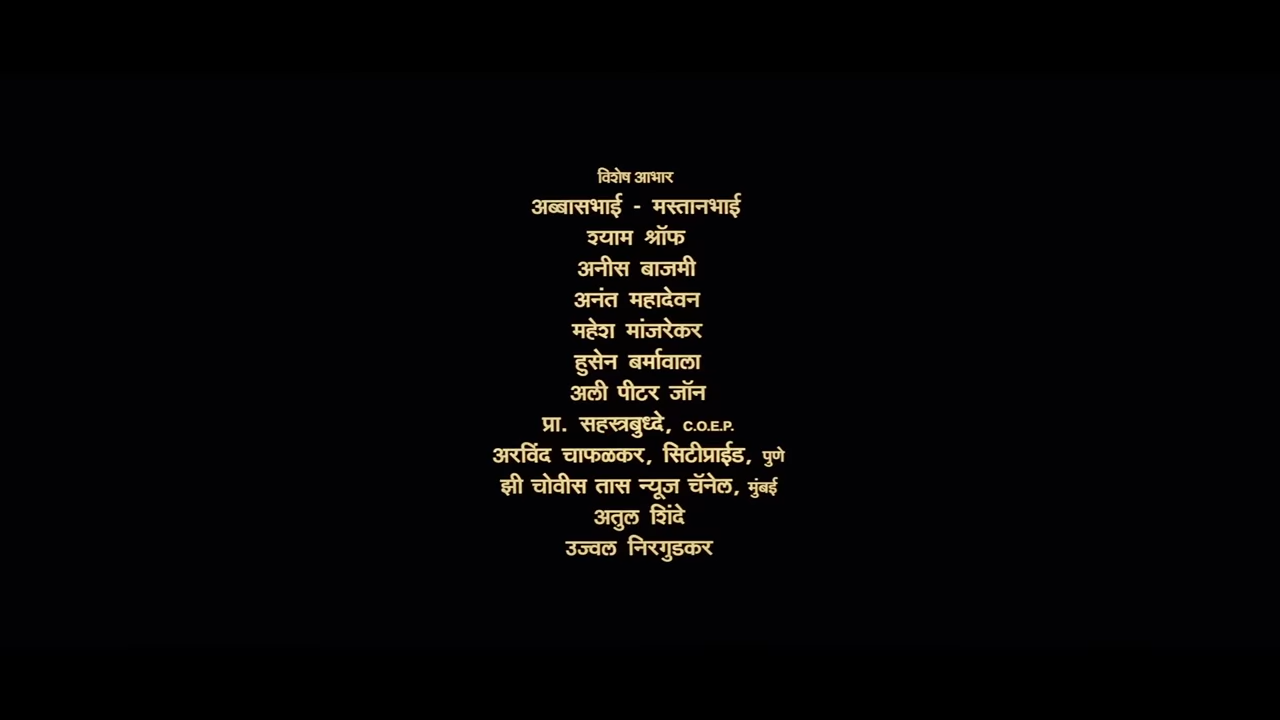 विशेष आभार
अब्बासभाई - मस्तानभाई
श्याम श्रॉफ
अनीस बाजमी
अनंत महादेवन
महेश मांजरेकर
हुसेन बर्मावाला
अली पीटर जॉन
प्रा. सहस्त्रबुध्दे, C.O.E.P.
अरविंद चाफळकर, सिटीप्राईड, पुणे
झी चोवीस तास न्यूज चॅनेल, मुंबई
अतुल शिंदे
उज्वल निरगुडकर